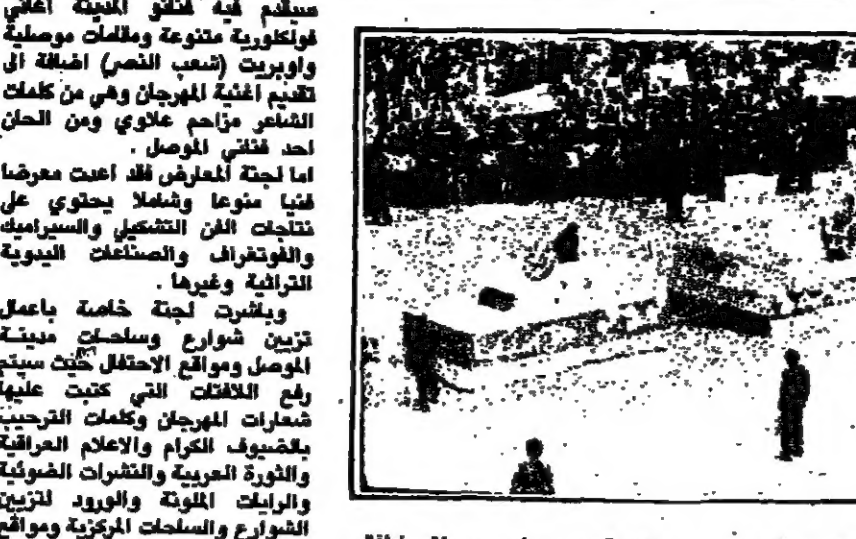 سيقدم فيه فنانو المدينة اغاني
فولكلورية متنوعة ومقامات موصلية
واوبريت (شعب النصر) اضافة الى
تقديم اغنية المهرجان وهي من كلمات
الشاعر مزاحم علاوي ومن الحان
احد فناني الموصل .
اما لجنة المعارض فقد اعدت معرضا
فنيا منوعا وشاملا يحتوي على
نتاجات الفن التشكيلي والسيراميك
والفوتغراف والصناعات اليدوية
التراثية وغيرها .
وباشرت لجنة خاصة باعمال
تزيين شوارع وساحات مدينة
الموصل ومواقع الاحتفال حيث سيتم
رفع اللافتات التي كتبت عليها
شعارات المهرجان وكلمات الترحيب
بالضيوف الكرام والاعلام العراقية
والثورة العربية والنشرات الضوئية
والرايات الملونة والورود لتزيين
الشوارع والساحات المركزية ومواقع